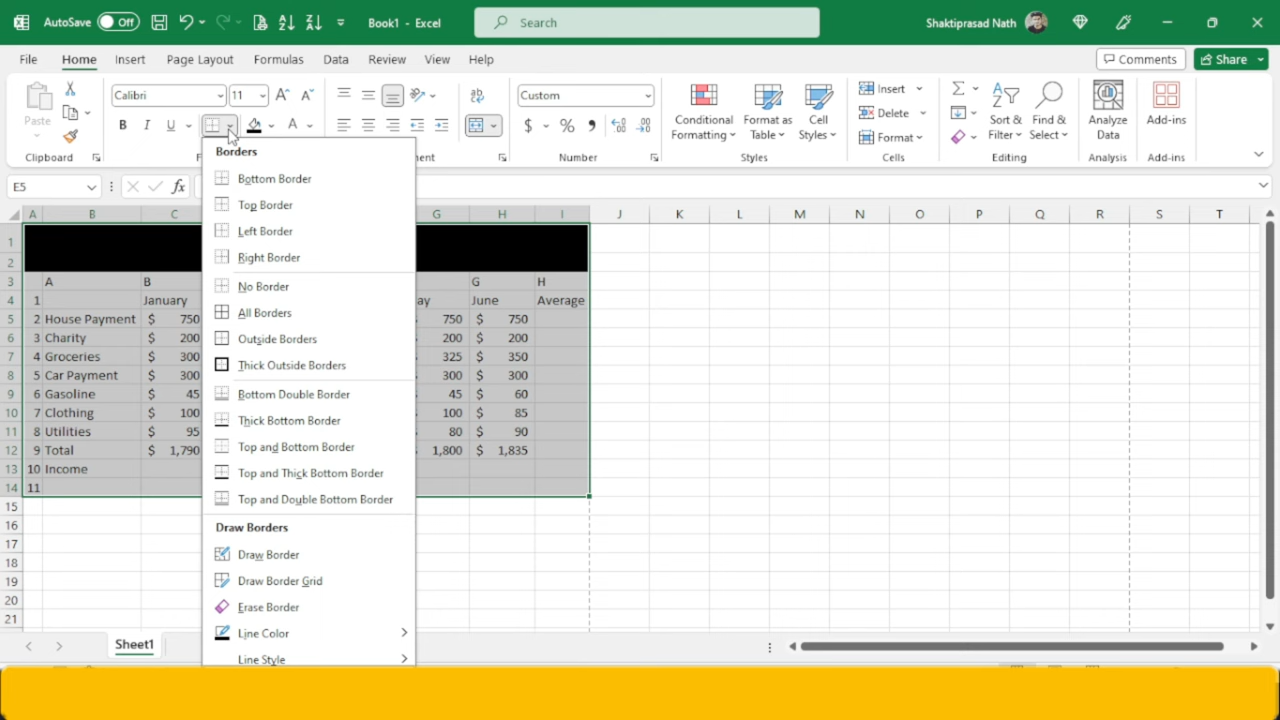 AutoSave Off Book1 - Excel Search Shaktiprasad Nath
File Home Insert Page Layout Formulas Data Review View Help Comments Share
Paste Calibri 11 Custom Conditional Formatting Format as Table Cell Styles Insert Delete Format Sort & Filter Find & Select Analyze Data Add-ins
B I U A $ %
Clipboard Number Styles Cells Editing Analysis Add-ins
E5 fx
Borders
Bottom Border
Top Border
Left Border
Right Border
No Border
All Borders
Outside Borders
Thick Outside Borders
Bottom Double Border
Thick Bottom Border
Top and Bottom Border
Top and Thick Bottom Border
Top and Double Bottom Border
Draw Borders
Draw Border
Draw Border Grid
Erase Border
Line Color
Line Style
A B C G H I J K L M N O P Q R S T
1
2
3 A B G H
4 1 January ay June Average
5 2 House Payment $ 750 750 $ 750
6 3 Charity $ 200 200 $ 200
7 4 Groceries $ 300 325 $ 350
8 5 Car Payment $ 300 300 $ 300
9 6 Gasoline $ 45 45 $ 60
10 7 Clothing $ 100 100 $ 85
11 8 Utilities $ 95 80 $ 90
12 9 Total $ 1,790 1,800 $ 1,835
13 10 Income
14 11
15
16
17
18
19
20
21
Sheet1